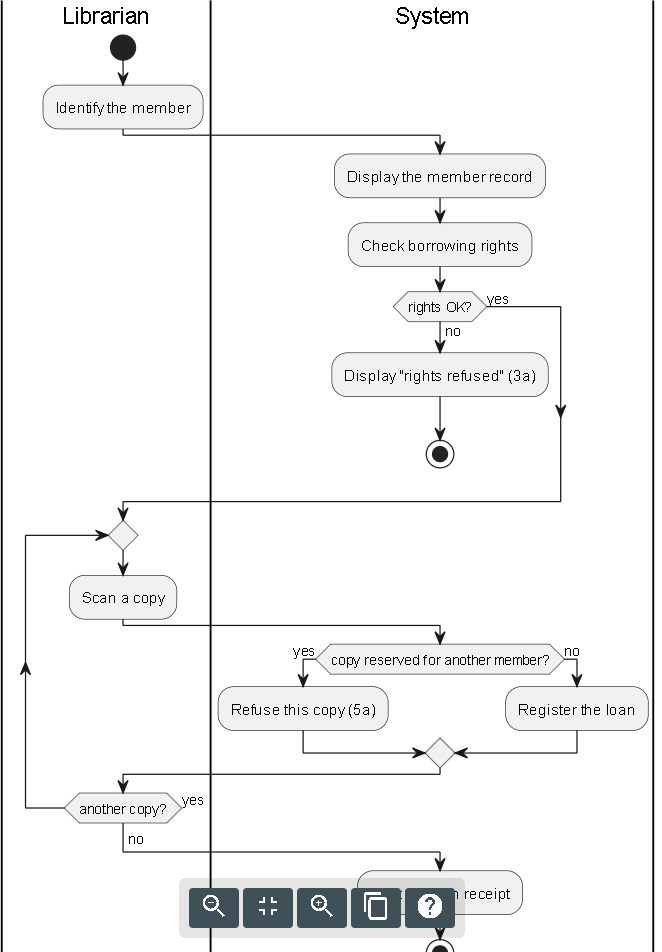 Librarian
System
Identify the member
Display the member record
Check borrowing rights
rights OK?
yes
no
Display "rights refused" (3a)
Scan a copy
yes
copy reserved for another member?
no
Refuse this copy (5a)
Register the loan
another copy?
yes
no
receipt
?